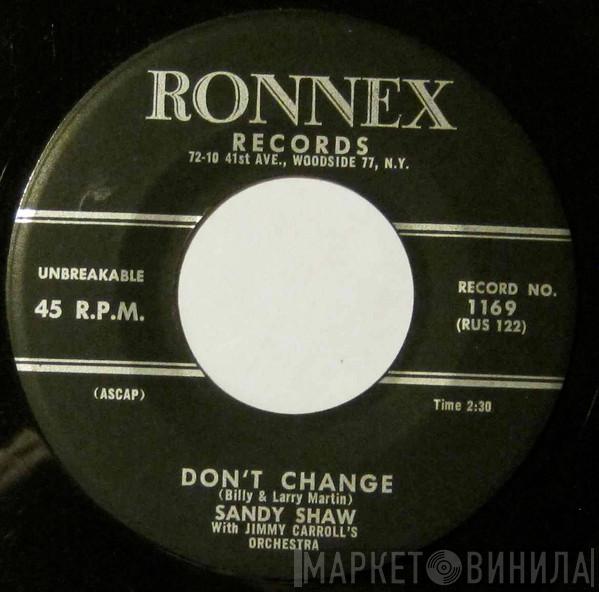 RONNEX
RECORDS
72-10 41st AVE., WOODSIDE 77, N.Y.
UNBREAKABLE
45 R.P.M.
RECORD NO.
1169
(RUS 122)
(ASCAP)
Time 2:30
DON'T CHANGE
(Billy & Larry Martin)
SANDY SHAW
With JIMMY CARROLL'S
ORCHESTRA
МАРКЕТ ВИНИЛА